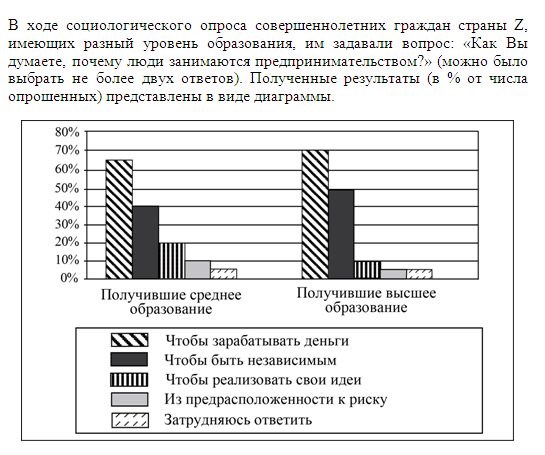 В ходе социологического опроса совершеннолетних граждан страны Z,
имеющих разный уровень образования, им задавали вопрос: «Как Вы
думаете, почему люди занимаются предпринимательством?» (можно было
выбрать не более двух ответов). Полученные результаты (в % от числа
опрошенных) представлены в виде диаграммы.
80%
70%
60%
50%
40%
30%
20%
10%
0%
Получившие среднее
образование
Получившие высшее
образование
Чтобы зарабатывать деньги
Чтобы быть независимым
Чтобы реализовать свои идеи
Из предрасположенности к риску
Затрудняюсь ответить